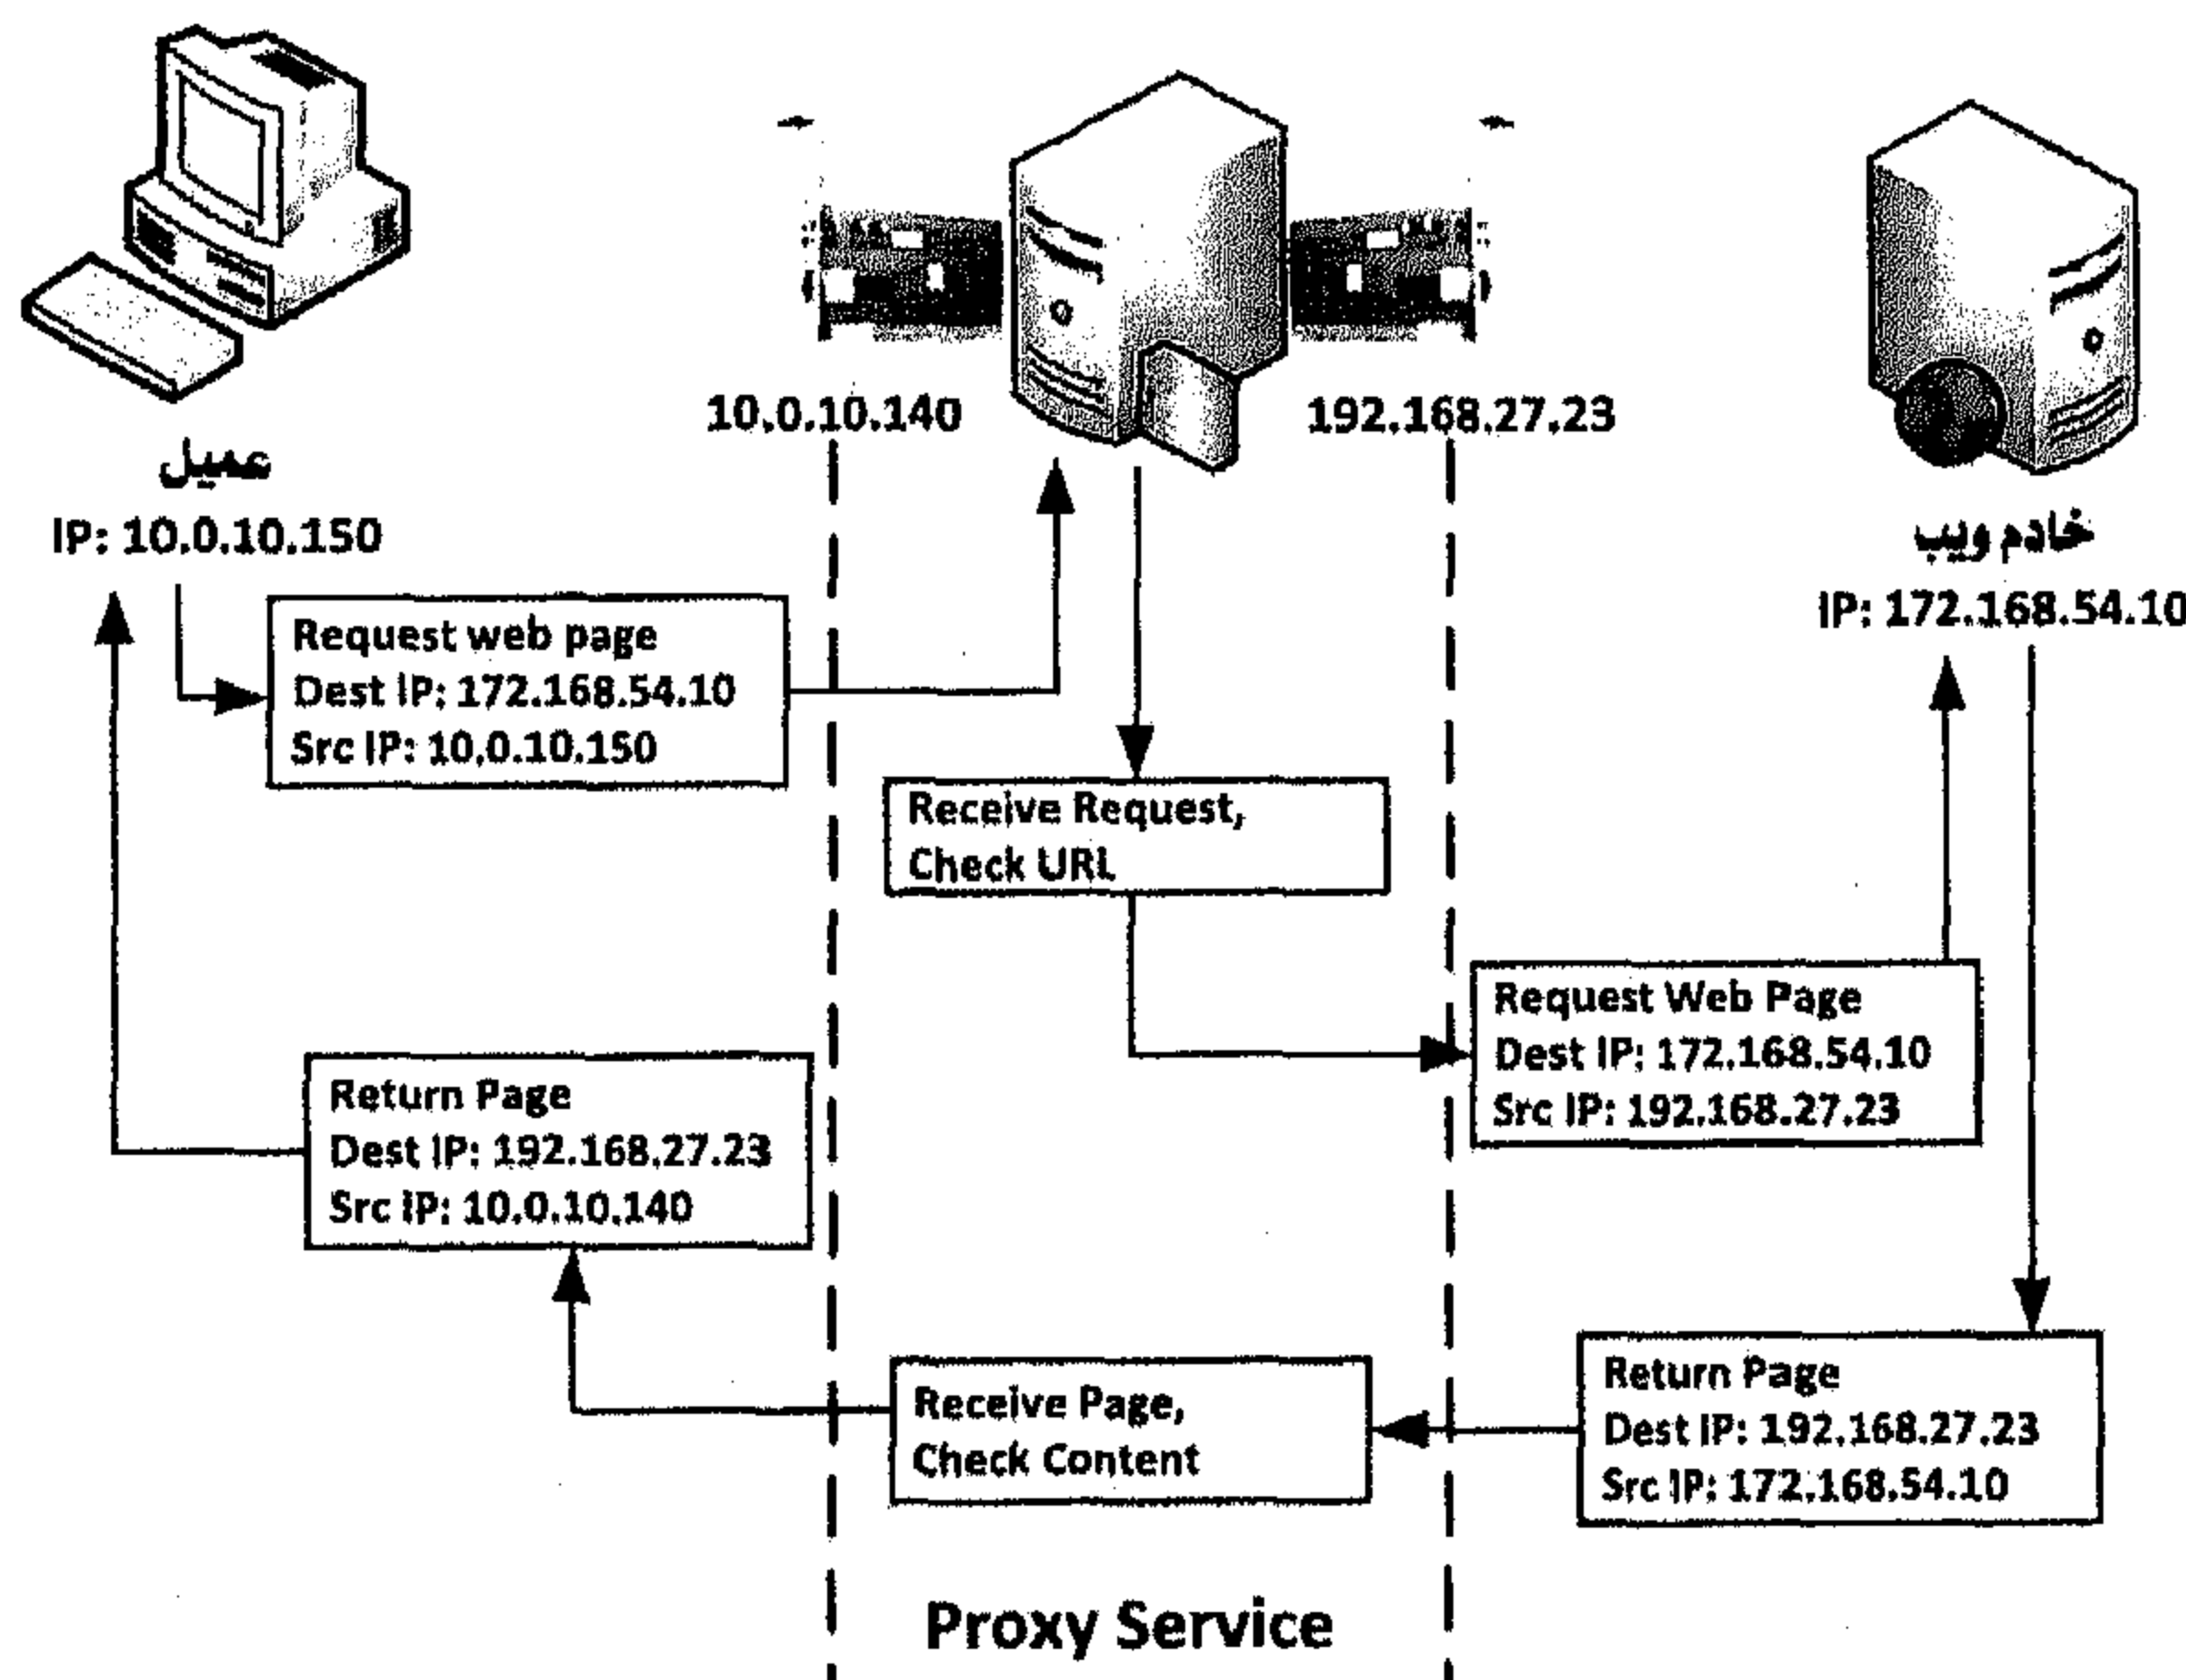 10.0.10.140
192.168.27.23
عميل
IP: 10.0.10.150
خادم ويب
IP: 172.168.54.10
Request web page
Dest IP: 172.168.54.10
Src IP: 10.0.10.150
Receive Request,
Check URL
Request Web Page
Dest IP: 172.168.54.10
Src IP: 192.168.27.23
Return Page
Dest IP: 192.168.27.23
Src IP: 10.0.10.140
Return Page
Dest IP: 192.168.27.23
Src IP: 172.168.54.10
Receive Page,
Check Content
Proxy Service